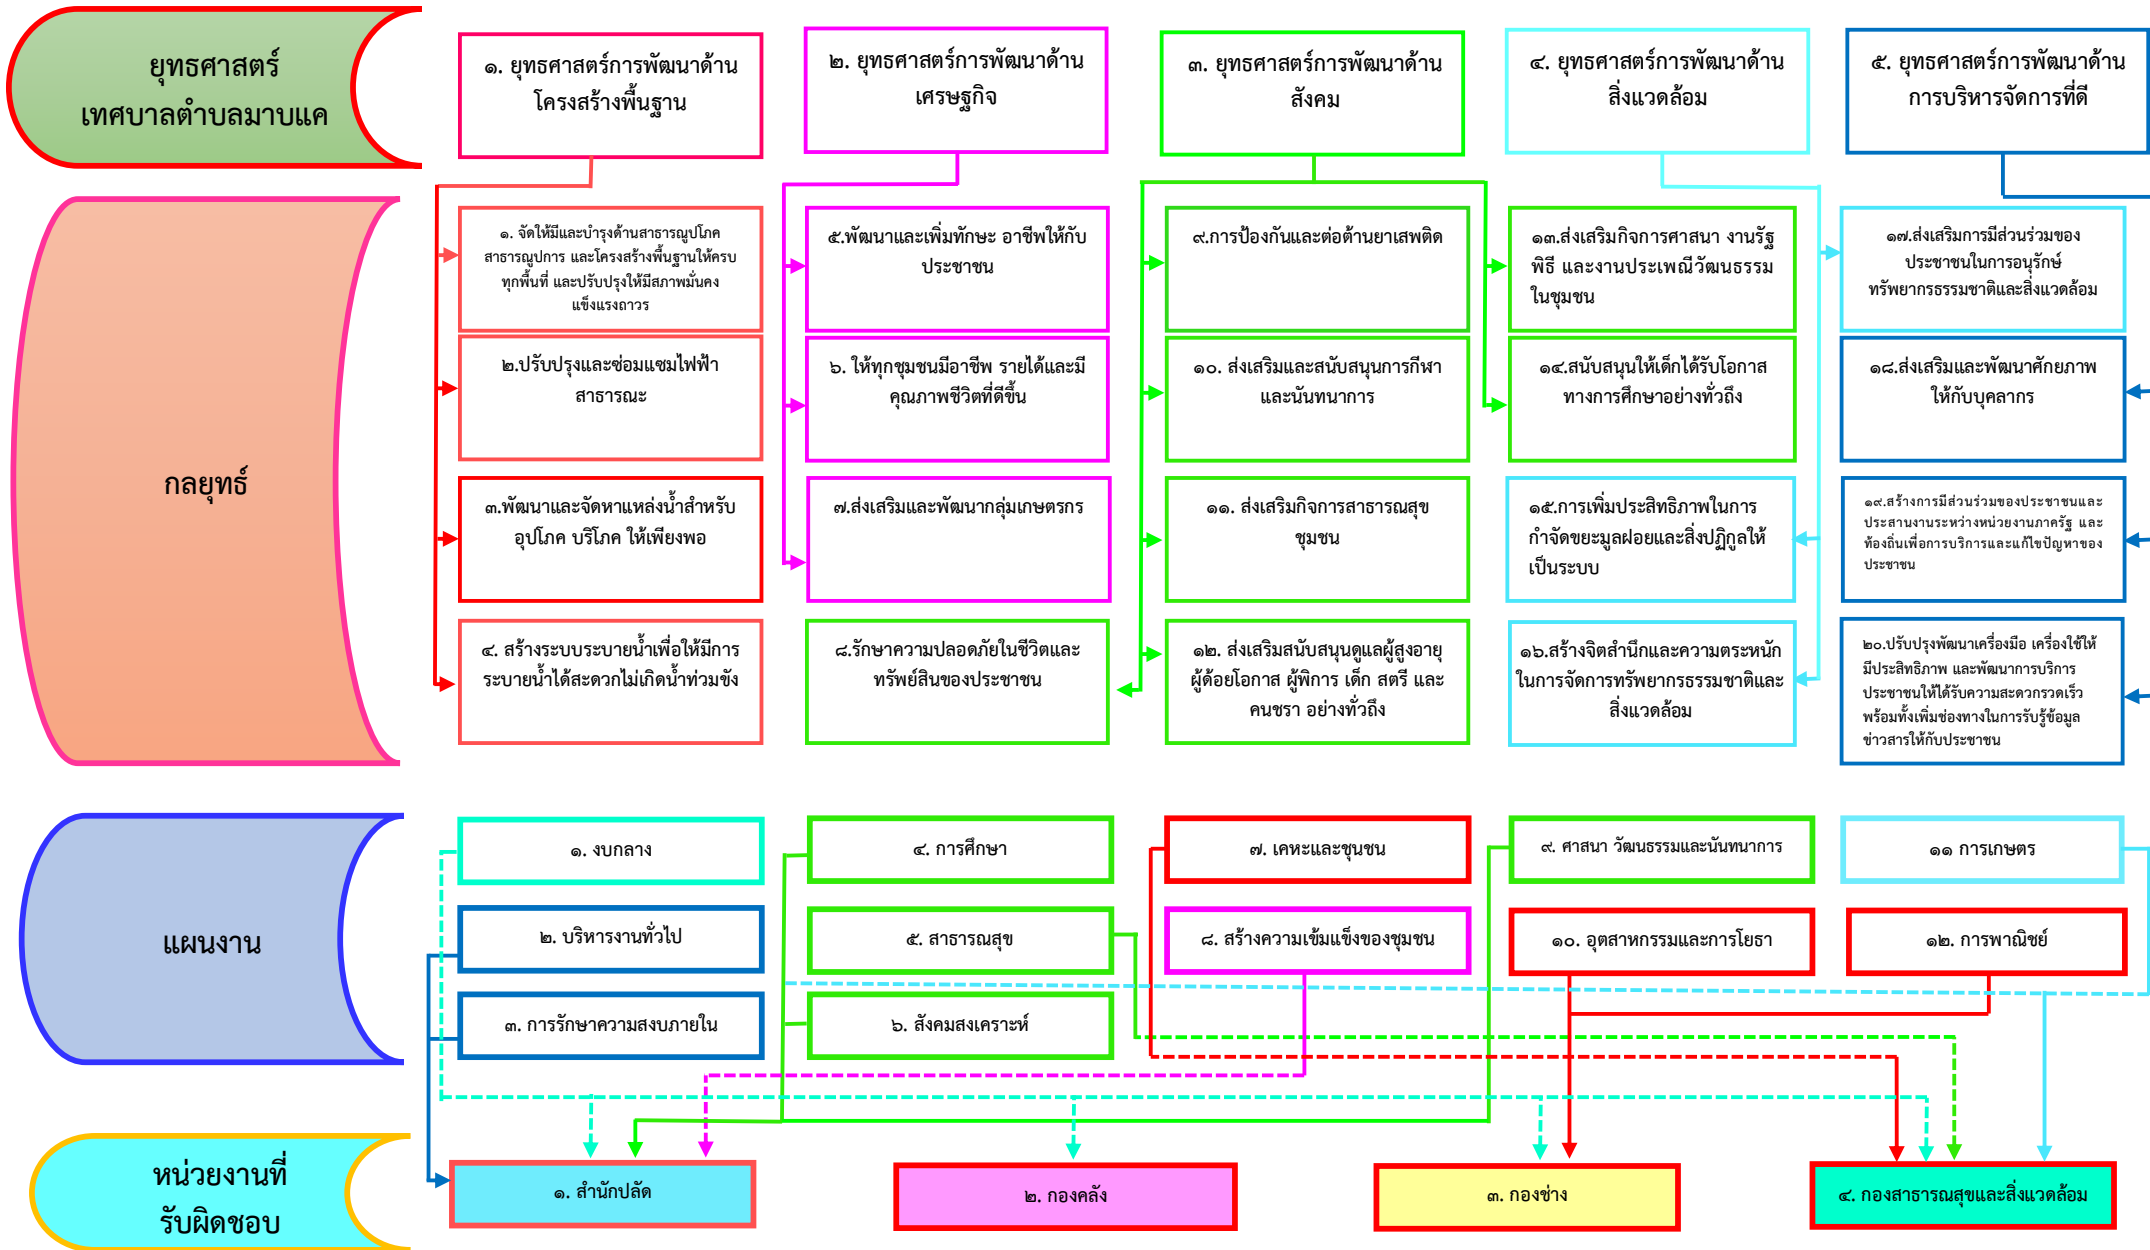 ยุทธศาสตร์
เทศบาลตำบลมาบแค
๑. ยุทธศาสตร์การพัฒนาด้าน
โครงสร้างพื้นฐาน
๒. ยุทธศาสตร์การพัฒนาด้าน
เศรษฐกิจ
๓. ยุทธศาสตร์การพัฒนาด้าน
สังคม
๔. ยุทธศาสตร์การพัฒนาด้าน
สิ่งแวดล้อม
๕. ยุทธศาสตร์การพัฒนาด้าน
การบริหารจัดการที่ดี
กลยุทธ์
๑. จัดให้มีและบำรุงด้านสาธารณูปโภค
สาธารณูปการ และโครงสร้างพื้นฐานให้ครบ
ทุกพื้นที่ และปรับปรุงให้มีสภาพมั่นคง
แข็งแรงถาวร
๕.พัฒนาและเพิ่มทักษะ อาชีพให้กับ
ประชาชน
๙.การป้องกันและต่อต้านยาเสพติด
๑๓.ส่งเสริมกิจการศาสนา งานรัฐ
พิธี และงานประเพณีวัฒนธรรม
ในชุมชน
๑๗.ส่งเสริมการมีส่วนร่วมของ
ประชาชนในการอนุรักษ์
ทรัพยากรธรรมชาติและสิ่งแวดล้อม
๒.ปรับปรุงและซ่อมแซมไฟฟ้า
สาธารณะ
๖. ให้ทุกชุมชนมีอาชีพ รายได้และมี
คุณภาพชีวิตที่ดีขึ้น
๑๐. ส่งเสริมและสนับสนุนการกีฬา
และนันทนาการ
๑๔.สนับสนุนให้เด็กได้รับโอกาส
ทางการศึกษาอย่างทั่วถึง
๑๘.ส่งเสริมและพัฒนาศักยภาพ
ให้กับบุคลากร
๓.พัฒนาและจัดหาแหล่งน้ำสำหรับ
อุปโภค บริโภค ให้เพียงพอ
๗.ส่งเสริมและพัฒนากลุ่มเกษตรกร
๑๑. ส่งเสริมกิจการสาธารณสุข
ชุมชน
๑๕.การเพิ่มประสิทธิภาพในการ
กำจัดขยะมูลฝอยและสิ่งปฏิกูลให้
เป็นระบบ
๑๙.สร้างการมีส่วนร่วมของประชาชนและ
ประสานงานระหว่างหน่วยงานภาครัฐ และ
ท้องถิ่นเพื่อการบริการและแก้ไขปัญหาของ
ประชาชน
๔. สร้างระบบระบายน้ำเพื่อให้มีการ
ระบายน้ำได้สะดวกไม่เกิดน้ำท่วมขัง
๘.รักษาความปลอดภัยในชีวิตและ
ทรัพย์สินของประชาชน
๑๒. ส่งเสริมสนับสนุนดูแลผู้สูงอายุ
ผู้ด้อยโอกาส ผู้พิการ เด็ก สตรี และ
คนชรา อย่างทั่วถึง
๑๖.สร้างจิตสำนึกและความตระหนัก
ในการจัดการทรัพยากรธรรมชาติและ
สิ่งแวดล้อม
๒๐.ปรับปรุงพัฒนาเครื่องมือ เครื่องใช้ให้
มีประสิทธิภาพ และพัฒนาการบริการ
ประชาชนให้ได้รับความสะดวกรวดเร็ว
พร้อมทั้งเพิ่มช่องทางในการรับรู้ข้อมูล
ข่าวสารให้กับประชาชน
แผนงาน
๑. งบกลาง
๔. การศึกษา
๗. เคหะและชุนชน
๙. ศาสนา วัฒนธรรมและนันทนาการ
๑๑ การเกษตร
๒. บริหารงานทั่วไป
๕. สาธารณสุข
๘. สร้างความเข้มแข็งของชุมชน
๑๐. อุตสาหกรรมและการโยธา
๑๒. การพาณิชย์
๓. การรักษาความสงบภายใน
๖. สังคมสงเคราะห์
หน่วยงานที่
รับผิดชอบ
๑. สำนักปลัด
๒. กองคลัง
๓. กองช่าง
๔. กองสาธารณสุขและสิ่งแวดล้อม